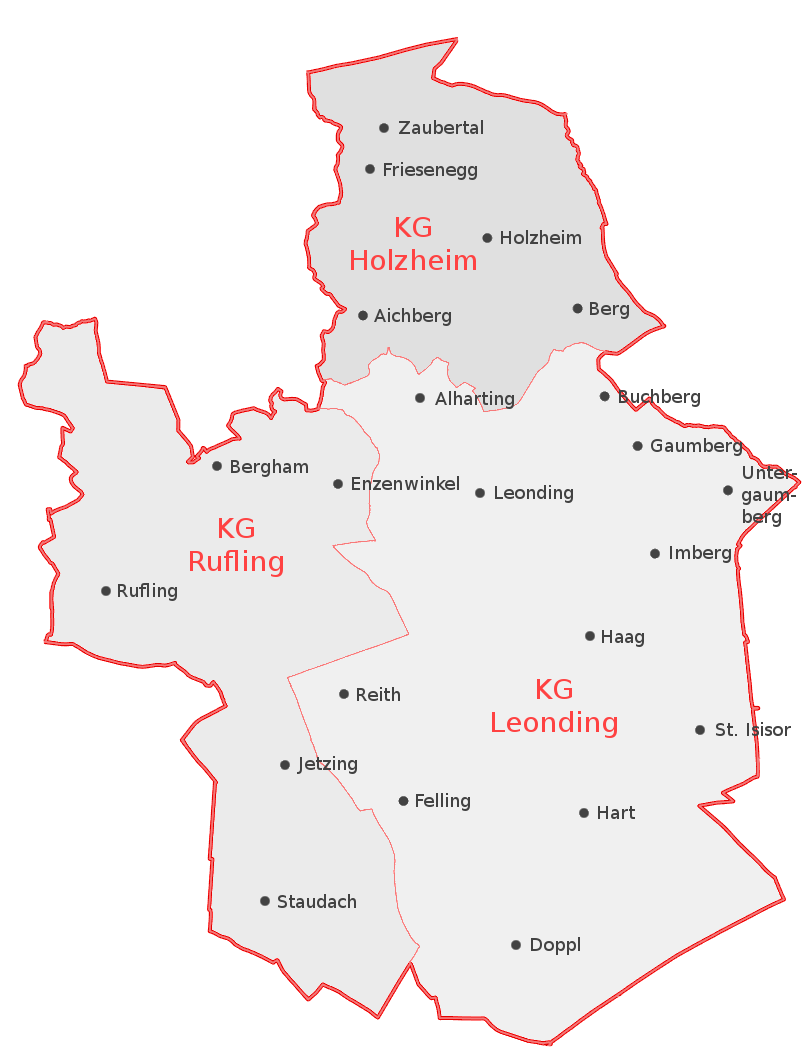 Zaubertal
Friesenegg
KG
Holzheim
Holzheim
Aichberg
Berg
Alharting
Buchberg
Gaumberg
Bergham
Enzenwinkel
Leonding
Unter-
gaum-
berg
KG
Rufling
Imberg
Rufling
Haag
Reith
KG
Leonding
St. Isisor
Jetzing
Felling
Hart
Staudach
Doppl